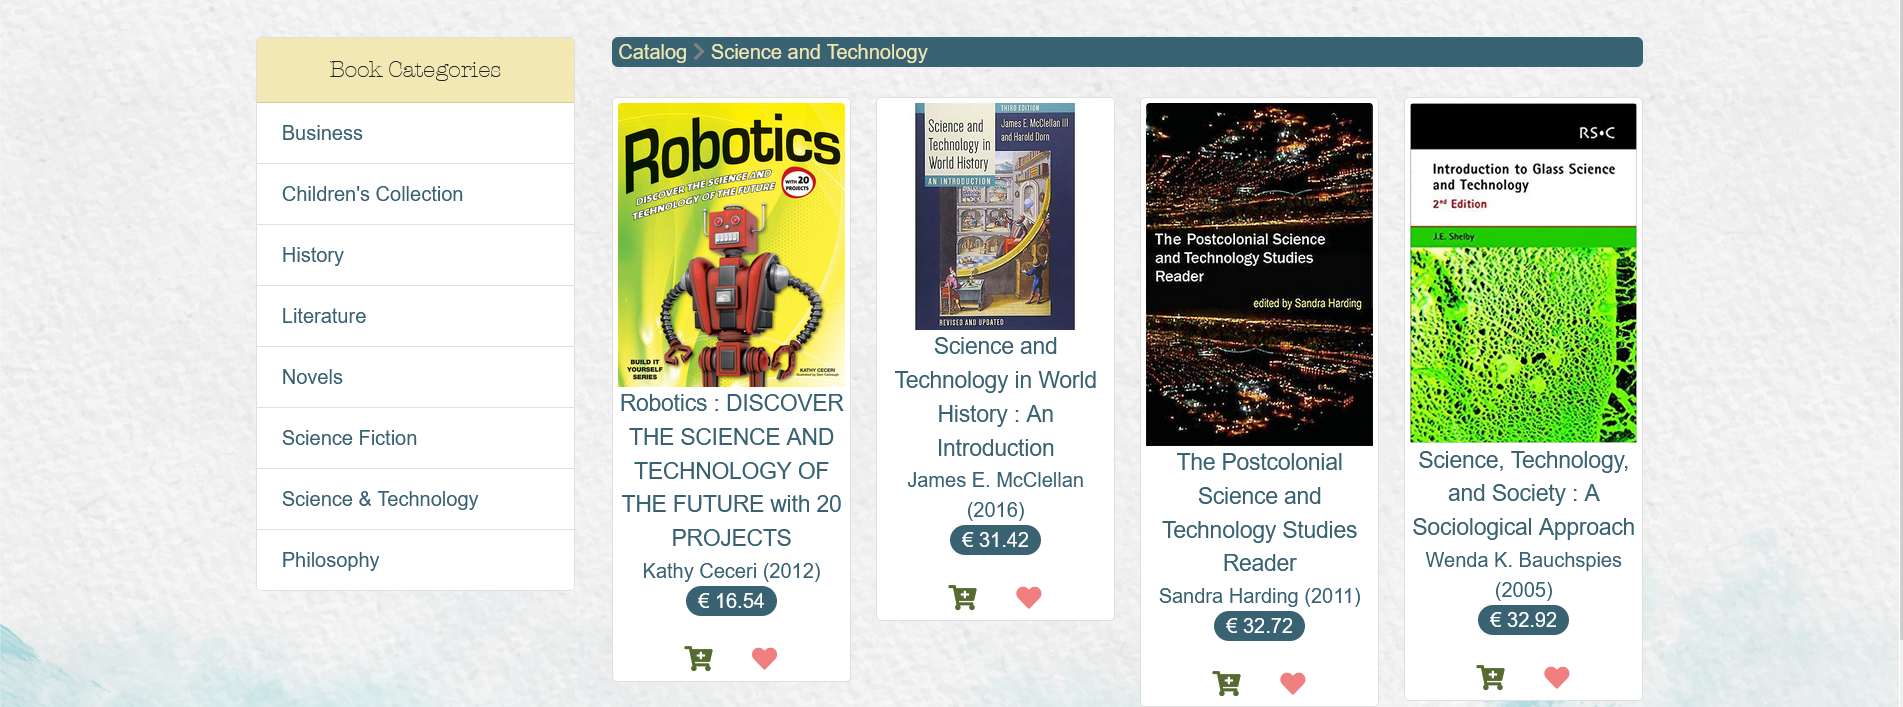 Book Categories
Business
Children's Collection
History
Literature
Novels
Science Fiction
Science & Technology
Philosophy
Catalog > Science and Technology
Robotics
DISCOVER THE SCIENCE AND
TECHNOLOGY OF THE FUTURE
WITH 20
PROJECTS
BUILD IT
YOURSELF
SERIES
KATHY CECERI
Robotics : DISCOVER
THE SCIENCE AND
TECHNOLOGY OF
THE FUTURE with 20
PROJECTS
Kathy Ceceri (2012)
€ 16.54
THIRD EDITION
Science and
Technology in
World History
AN INTRODUCTION
James E. McClellan III
and Harold Dorn
REVISED AND UPDATED
Science and
Technology in World
History : An
Introduction
James E. McClellan
(2016)
€ 31.42
The Postcolonial Science
and Technology Studies
Reader
edited by Sandra Harding
The Postcolonial
Science and
Technology Studies
Reader
Sandra Harding (2011)
€ 32.72
RS•C
Introduction to Glass Science
and Technology
2nd Edition
J.E. Shelby
Science, Technology,
and Society : A
Sociological Approach
Wenda K. Bauchspies
(2005)
€ 32.92